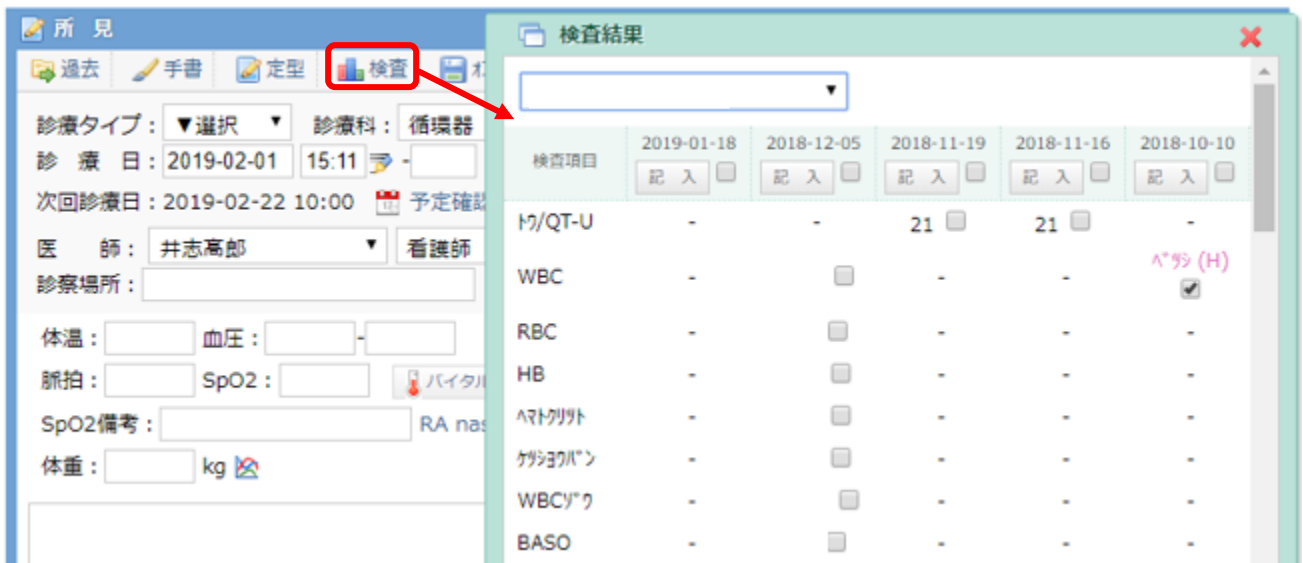 所 見
過去 手書 定型 検査
診療タイプ： ▼選択 ▼ 診療科： 循環器
診 療 日： 2019-02-01 15:11 -
次回診療日：2019-02-22 10:00 予定確認
医 師： 井志高郎 ▼ 看護師
診察場所：
体温： 血圧： -
脈拍： SpO2： バイタル
SpO2備考： RA nas
体重： kg
検査結果
▼
検査項目 2019-01-18 2018-12-05 2018-11-19 2018-11-16 2018-10-10
記 入 記 入 記 入 記 入 記 入
ﾄｳ/QT-U - - 21 21 -
WBC - - - ﾍﾞﾂｼ (H)
RBC - - - -
HB - - - -
ﾍﾏﾄｸﾘﾂﾄ - - - -
ｹﾂｼﾖｳﾊﾞﾝ - - - -
WBCｿﾞｳ - - - -
BASO - - - -